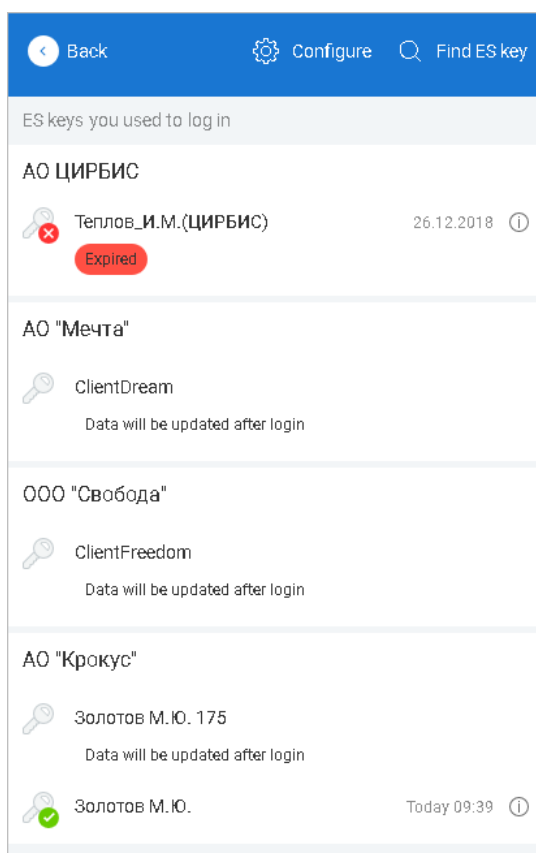 Back Configure Find ES key
ES keys you used to log in
АО ЦИРБИС
Теплов_И.М.(ЦИРБИС) 26.12.2018
Expired
АО "Мечта"
ClientDream
Data will be updated after login
ООО "Свобода"
ClientFreedom
Data will be updated after login
АО "Крокус"
Золотов М.Ю. 175
Data will be updated after login
Золотов М.Ю. Today 09:39